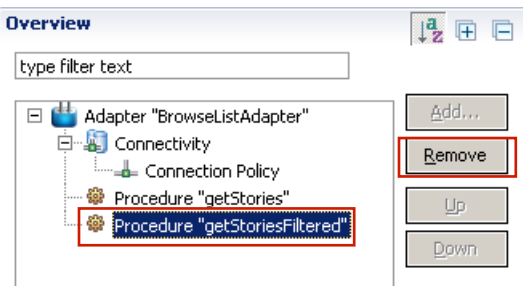 Overview
a
z
type filter text
Adapter "BrowseListAdapter"
Connectivity
Connection Policy
Procedure "getStories"
Procedure "getStoriesFiltered"
Add...
Remove
Up
Down